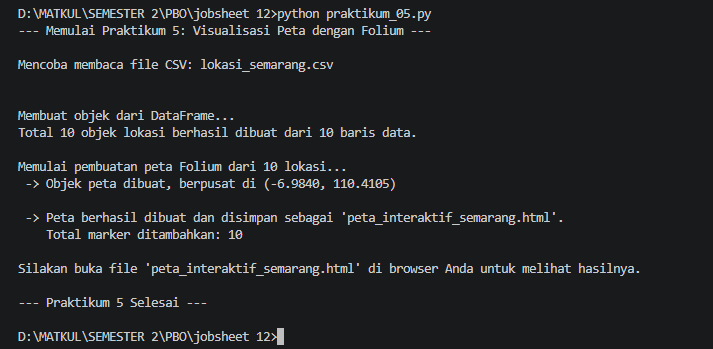 D:\MATKUL\SEMESTER 2\PBO\jobsheet 12>python praktikum_05.py
--- Memulai Praktikum 5: Visualisasi Peta dengan Folium ---
Mencoba membaca file CSV: lokasi_semarang.csv
Membuat objek dari DataFrame...
Total 10 objek lokasi berhasil dibuat dari 10 baris data.
Memulai pembuatan peta Folium dari 10 lokasi...
-> Objek peta dibuat, berpusat di (-6.9840, 110.4105)
-> Peta berhasil dibuat dan disimpan sebagai 'peta_interaktif_semarang.html'.
Total marker ditambahkan: 10
Silakan buka file 'peta_interaktif_semarang.html' di browser Anda untuk melihat hasilnya.
--- Praktikum 5 Selesai ---
D:\MATKUL\SEMESTER 2\PBO\jobsheet 12>